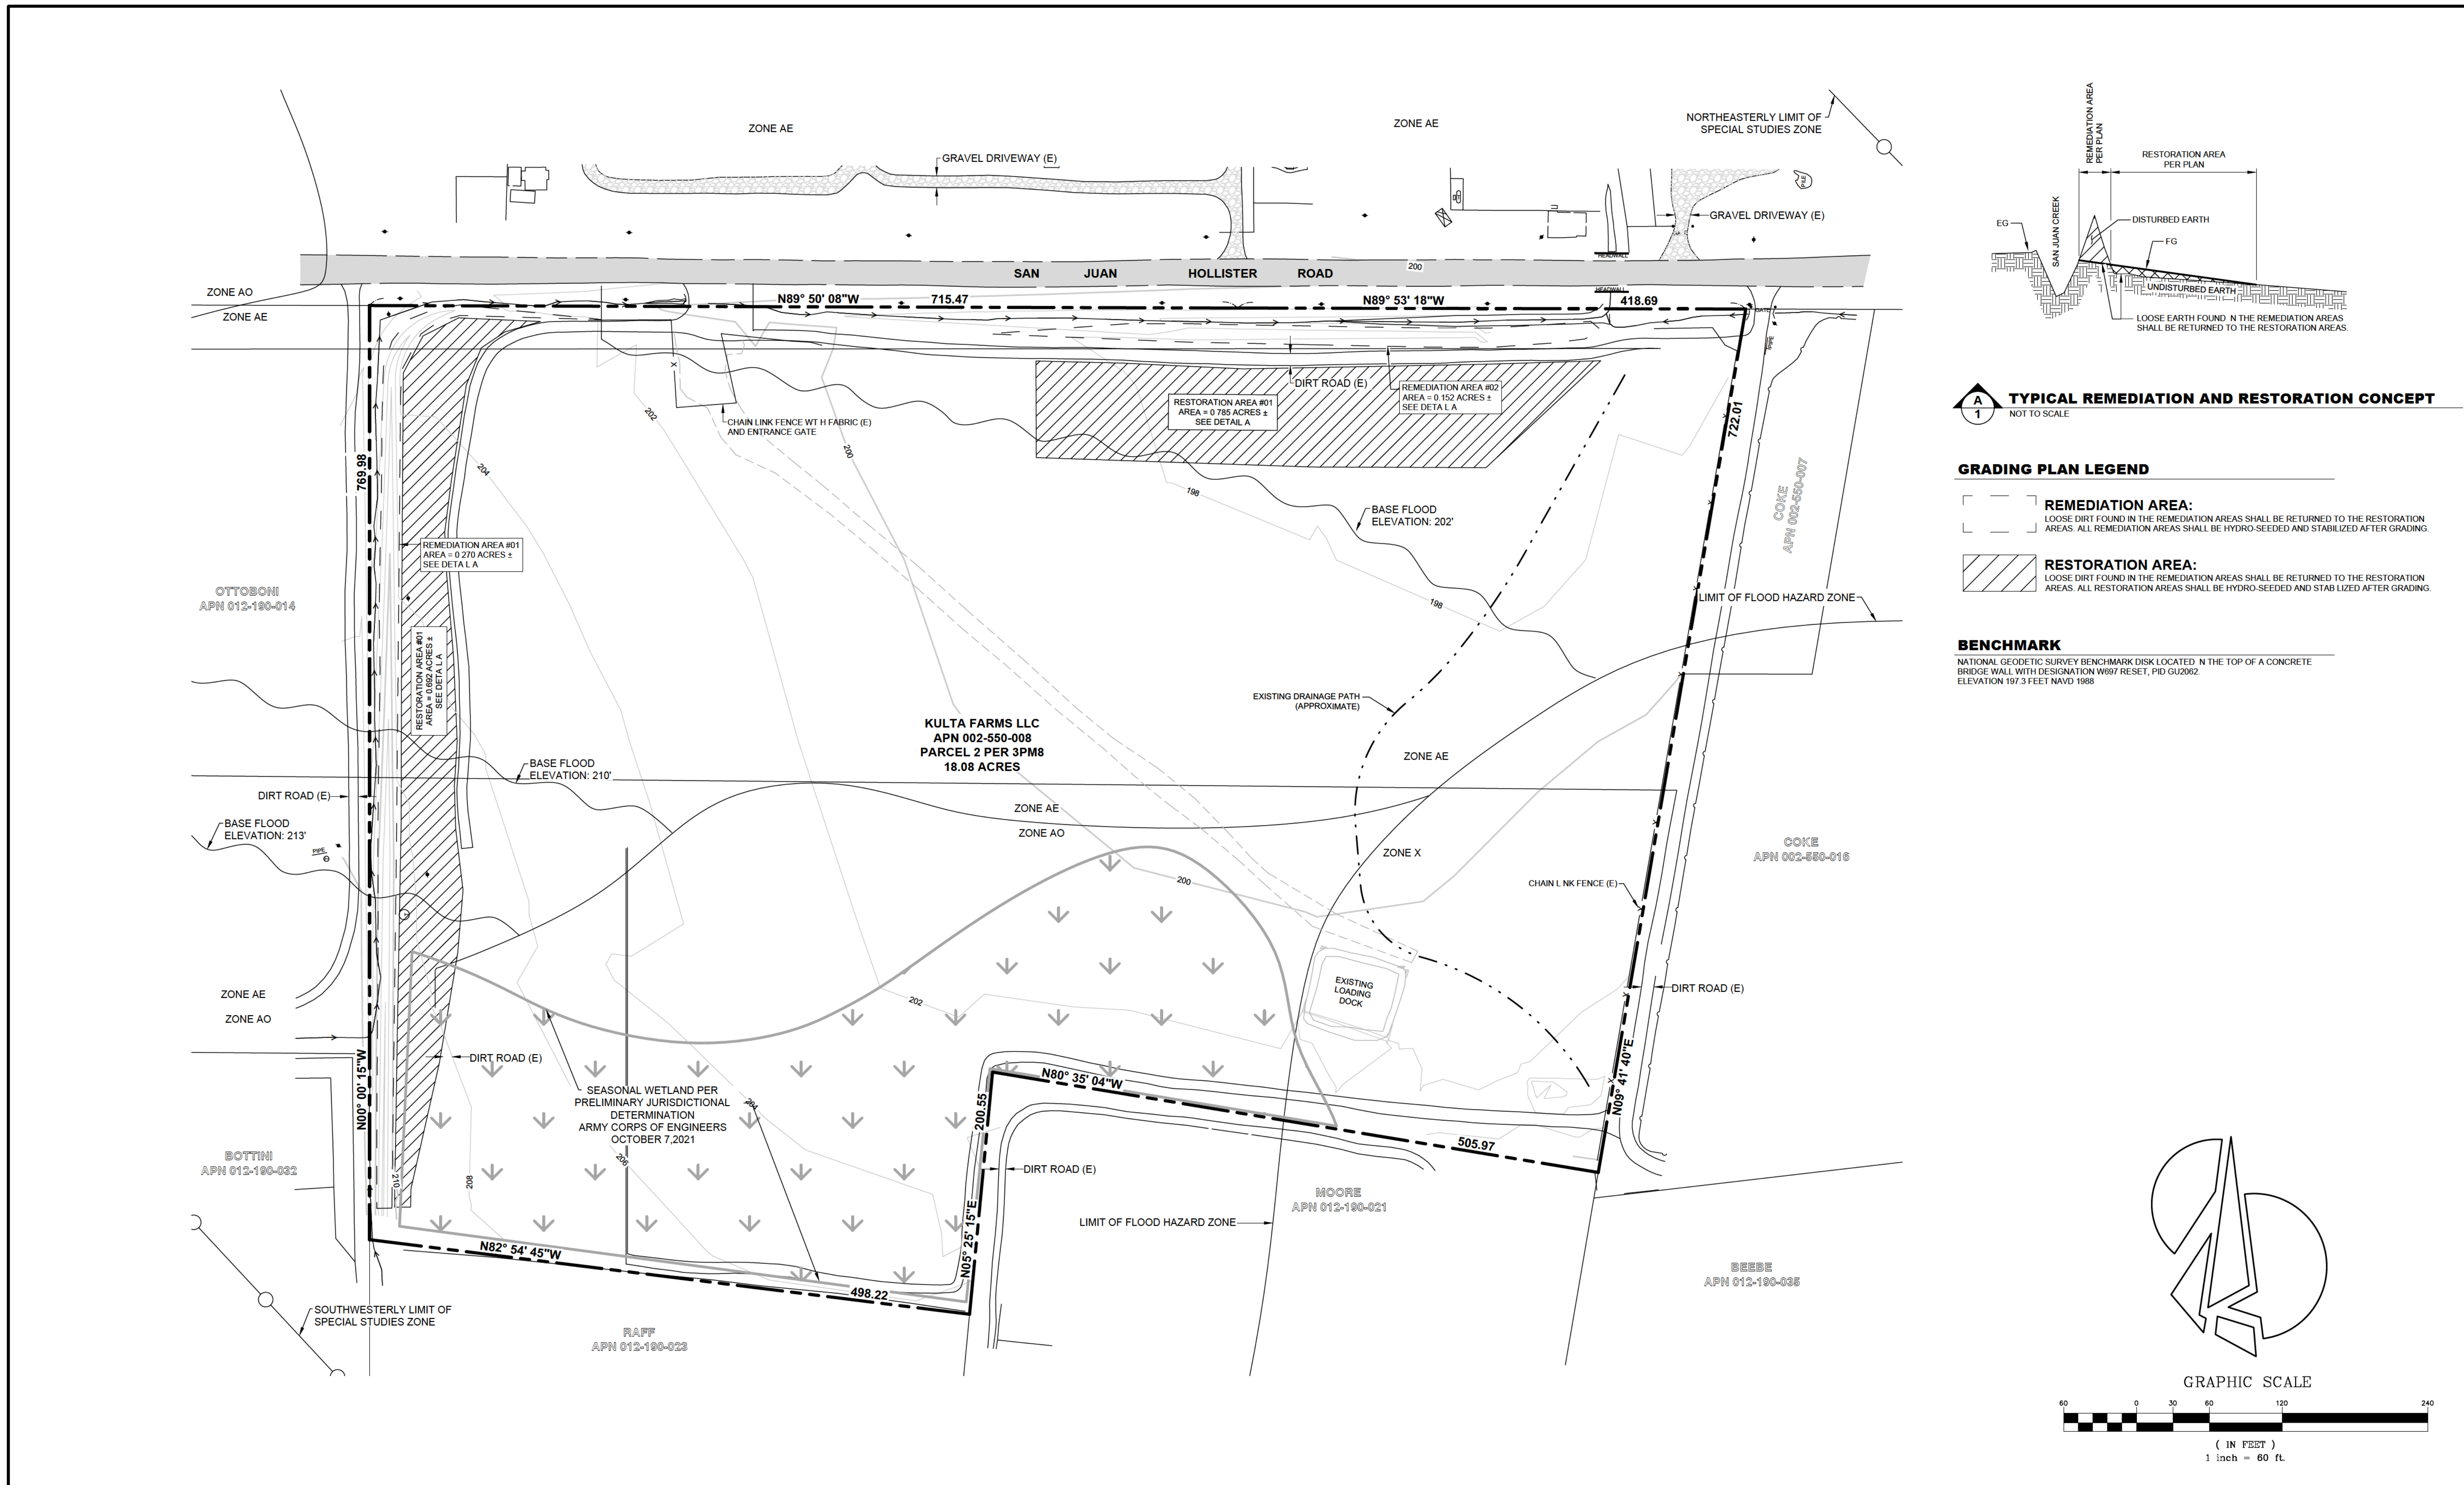 ZONE AE
ZONE AE
NORTHEASTERLY LIMIT OF
SPECIAL STUDIES ZONE
GRAVEL DRIVEWAY (E)
PILE
GRAVEL DRIVEWAY (E)
HEADWALL
SAN JUAN HOLLISTER ROAD
200
ZONE AO
ZONE AE
HEADWALL
N89° 50' 08"W 715.47
N89° 53' 18"W 418.69
GATE
PIPE
DIRT ROAD (E)
RESTORATION AREA #01
AREA = 0 785 ACRES ±
SEE DETAIL A
REMEDIATION AREA #02
AREA = 0.152 ACRES ±
SEE DETA L A
X
CHAIN LINK FENCE WT H FABRIC (E)
AND ENTRANCE GATE
202
200
204
198
198
769.98
722.01
COKE
APN 002-550-007
BASE FLOOD
ELEVATION: 202'
REMEDIATION AREA #01
AREA = 0 270 ACRES ±
SEE DETA L A
OTTOBONI
APN 012-190-014
LIMIT OF FLOOD HAZARD ZONE
RESTORATION AREA #01
AREA = 0.692 ACRES ±
SEE DETA L A
EXISTING DRAINAGE PATH
(APPROXIMATE)
KULTA FARMS LLC
APN 002-550-008
PARCEL 2 PER 3PM8
18.08 ACRES
ZONE AE
BASE FLOOD
ELEVATION: 210'
DIRT ROAD (E)
BASE FLOOD
ELEVATION: 213'
PIPE
ZONE AE
ZONE AO
ZONE X
COKE
APN 002-550-016
200
CHAIN L NK FENCE (E)
EXISTING
LOADING
DOCK
202
DIRT ROAD (E)
ZONE AE
ZONE AO
N00° 00' 15"W
DIRT ROAD (E)
SEASONAL WETLAND PER
PRELIMINARY JURISDICTIONAL
DETERMINATION
ARMY CORPS OF ENGINEERS
OCTOBER 7,2021
204
206
208
210
200.55
N80° 35' 04"W
505.97
N09° 41' 40"E
BOTTINI
APN 012-190-032
DIRT ROAD (E)
MOORE
APN 012-190-021
N05° 25' 15"E
LIMIT OF FLOOD HAZARD ZONE
N82° 54' 45"W
498.22
BEEBE
APN 012-190-035
SOUTHWESTERLY LIMIT OF
SPECIAL STUDIES ZONE
RAFF
APN 012-190-023
REMEDIATION AREA
PER PLAN
RESTORATION AREA
PER PLAN
EG
SAN JUAN CREEK
DISTURBED EARTH
FG
UNDISTURBED EARTH
LOOSE EARTH FOUND N THE REMEDIATION AREAS
SHALL BE RETURNED TO THE RESTORATION AREAS.
A
1
TYPICAL REMEDIATION AND RESTORATION CONCEPT
NOT TO SCALE
GRADING PLAN LEGEND
REMEDIATION AREA:
LOOSE DIRT FOUND IN THE REMEDIATION AREAS SHALL BE RETURNED TO THE RESTORATION
AREAS. ALL REMEDIATION AREAS SHALL BE HYDRO-SEEDED AND STABILIZED AFTER GRADING.
RESTORATION AREA:
LOOSE DIRT FOUND IN THE REMEDIATION AREAS SHALL BE RETURNED TO THE RESTORATION
AREAS. ALL RESTORATION AREAS SHALL BE HYDRO-SEEDED AND STAB LIZED AFTER GRADING.
BENCHMARK
NATIONAL GEODETIC SURVEY BENCHMARK DISK LOCATED N THE TOP OF A CONCRETE
BRIDGE WALL WITH DESIGNATION W697 RESET, PID GU2062.
ELEVATION 197.3 FEET NAVD 1988
GRAPHIC SCALE
60 0 30 60 120 240
( IN FEET )
1 inch = 60 ft.